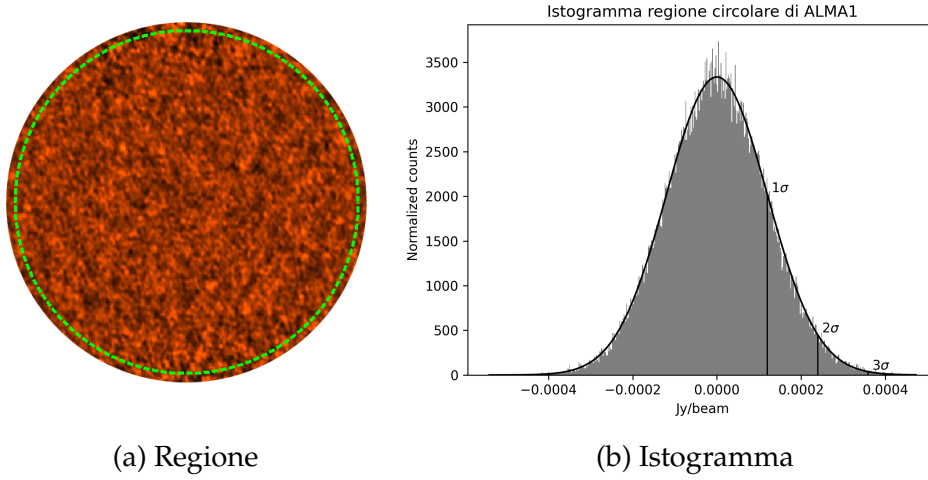 Istogramma regione circolare di ALMA1
Normalized counts
3500
3000
2500
2000
1500
1000
500
0
1σ
2σ
3σ
−0.0004
−0.0002
0.0000
0.0002
0.0004
Jy/beam
(a) Regione
(b) Istogramma